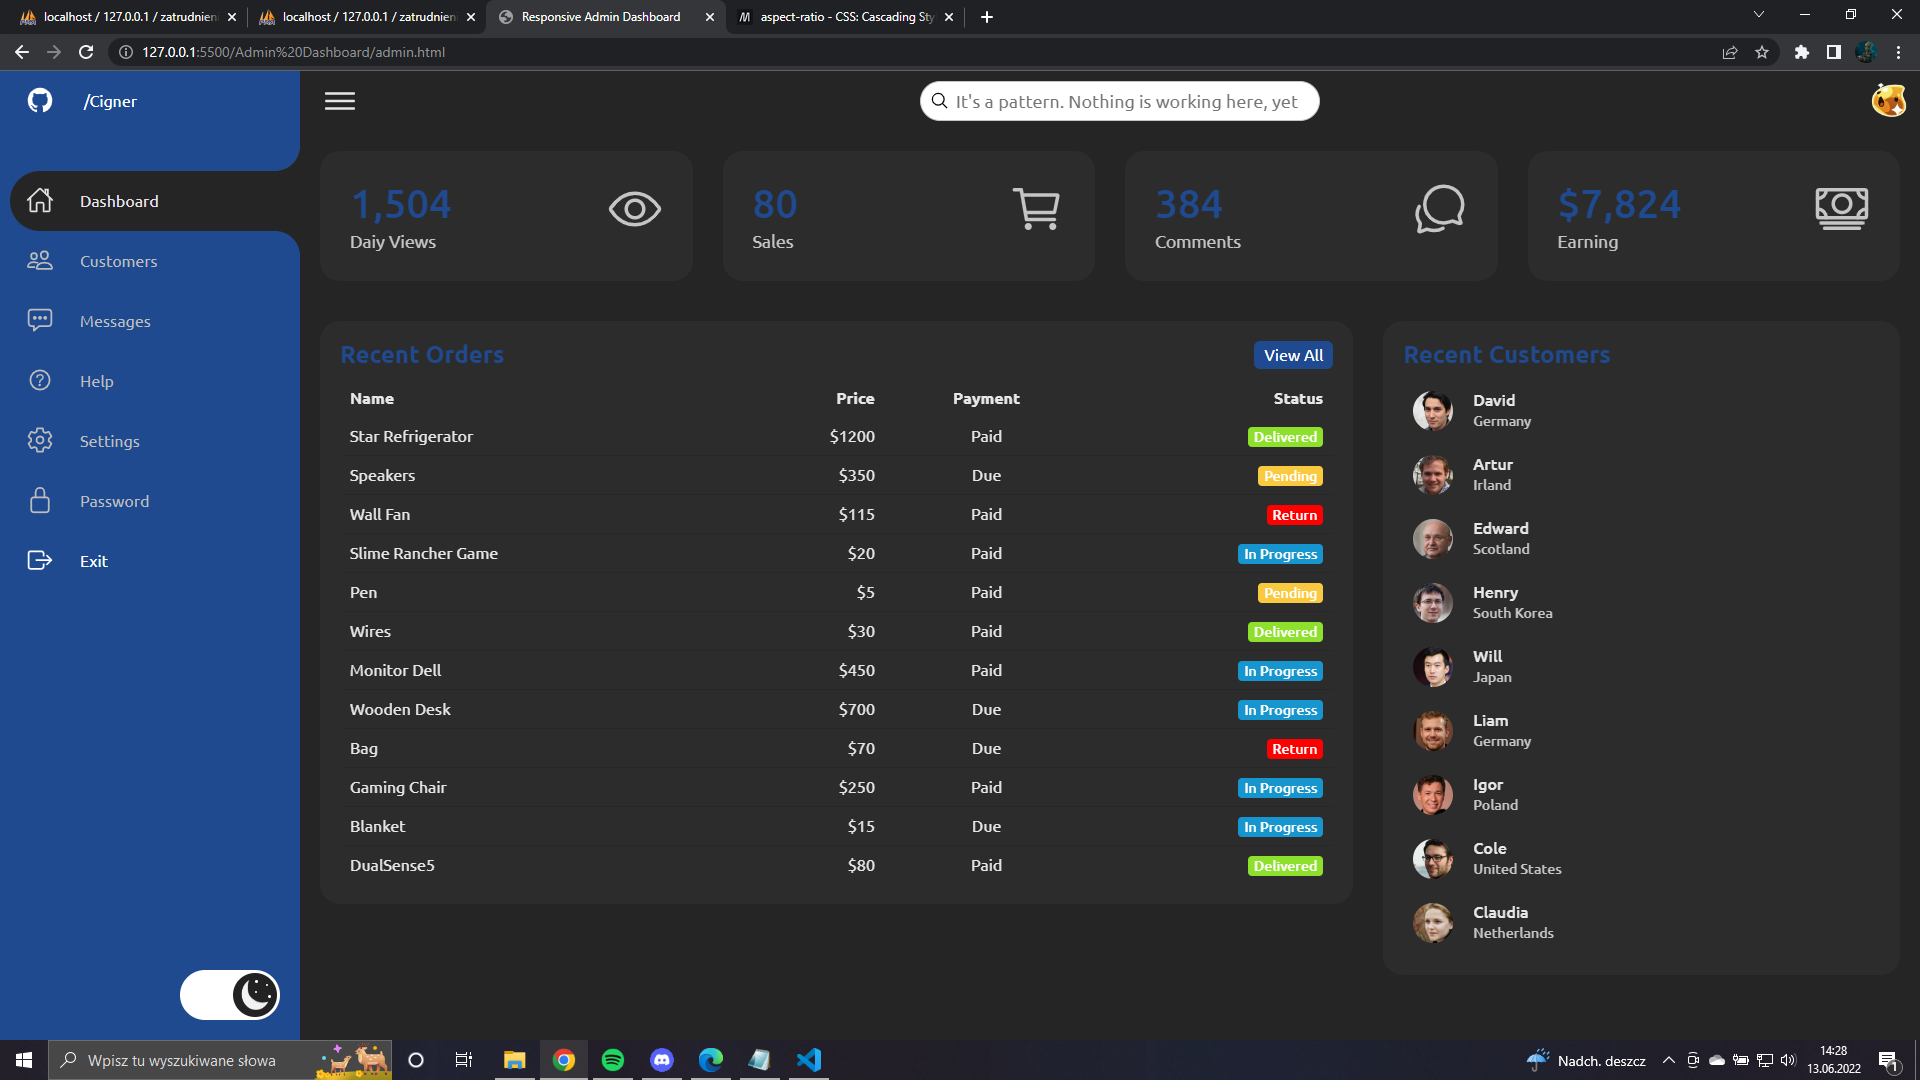 localhost / 127.0.0.1 / zatrudnieni
localhost / 127.0.0.1 / zatrudnieni
Responsive Admin Dashboard
aspect-ratio - CSS: Cascading Sty
127.0.0.1:5500/Admin%20Dashboard/admin.html
/Cigner
It's a pattern. Nothing is working here, yet
Dashboard
Customers
Messages
Help
Settings
Password
Exit
1,504
Daiy Views
80
Sales
384
Comments
$7,824
Earning
Recent Orders
View All
Name Price Payment Status
Star Refrigerator $1200 Paid Delivered
Speakers $350 Due Pending
Wall Fan $115 Paid Return
Slime Rancher Game $20 Paid In Progress
Pen $5 Paid Pending
Wires $30 Paid Delivered
Monitor Dell $450 Paid In Progress
Wooden Desk $700 Due In Progress
Bag $70 Due Return
Gaming Chair $250 Paid In Progress
Blanket $15 Due In Progress
DualSense5 $80 Paid Delivered
Recent Customers
David
Germany
Artur
Irland
Edward
Scotland
Henry
South Korea
Will
Japan
Liam
Germany
Igor
Poland
Cole
United States
Claudia
Netherlands
Wpisz tu wyszukiwane słowa
Nadch. deszcz
14:28
13.06.2022
1